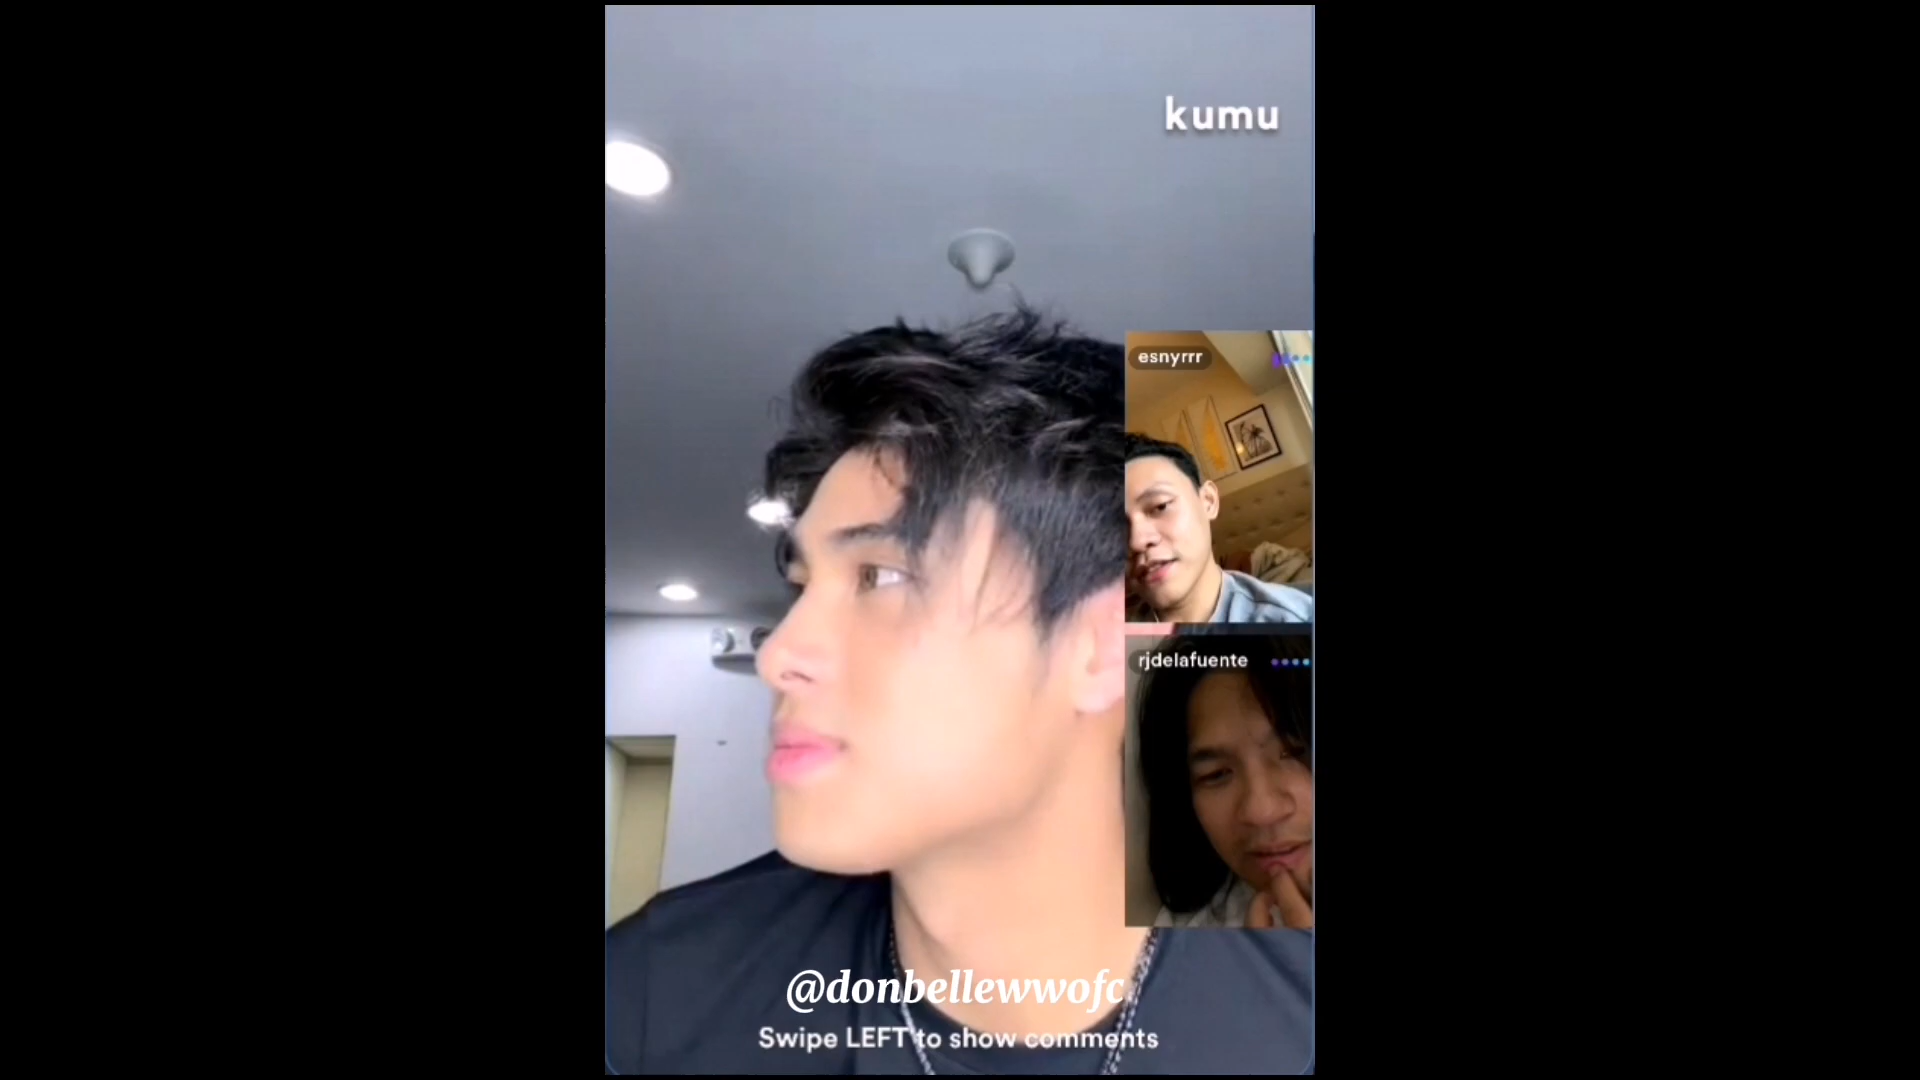 kumu
esnyrrr
rjdelafuente
@donbellewwofc
Swipe LEFT to show comments